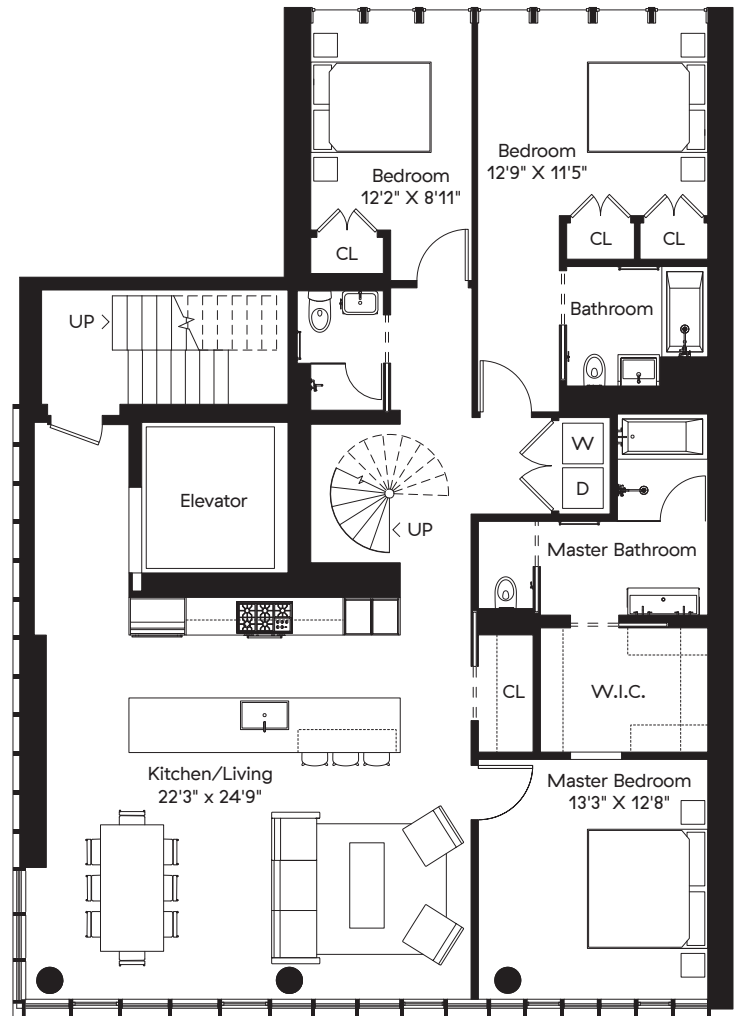 Bedroom
12'2" X 8'11"
Bedroom
12'9" X 11'5"
CL
CL
CL
UP
Bathroom
W
D
Elevator
UP
Master Bathroom
CL
W.I.C.
Kitchen/Living
22'3" x 24'9"
Master Bedroom
13'3" X 12'8"